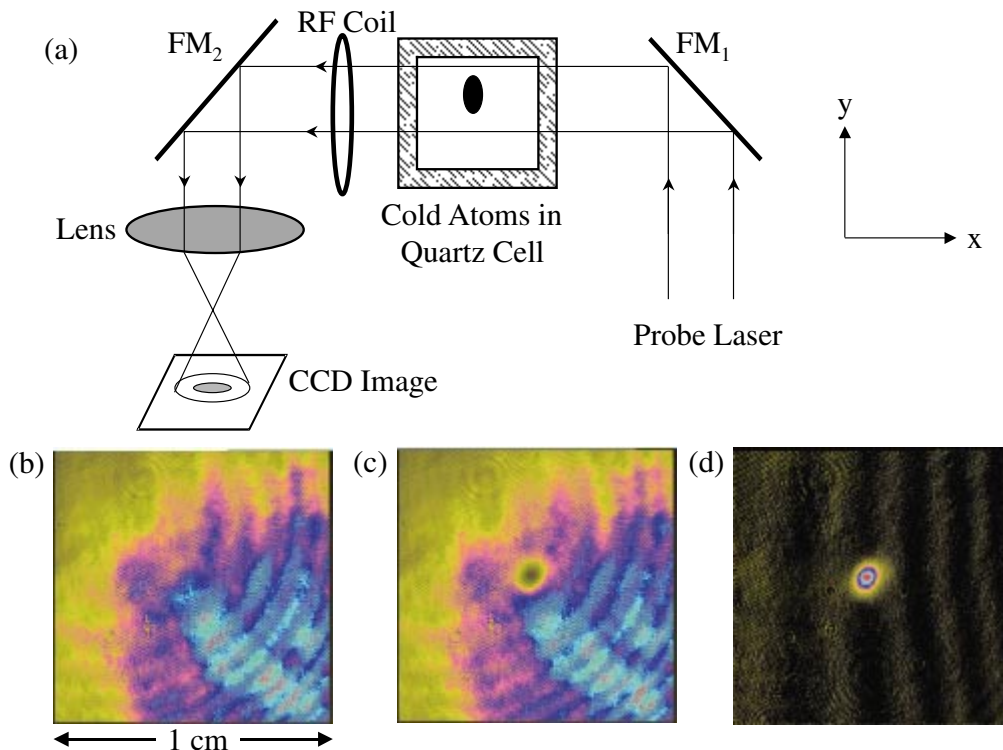 (a)
FM2
RF Coil
FM1
y
x
Lens
Cold Atoms in
Quartz Cell
Probe Laser
CCD Image
(b)
(c)
(d)
1 cm